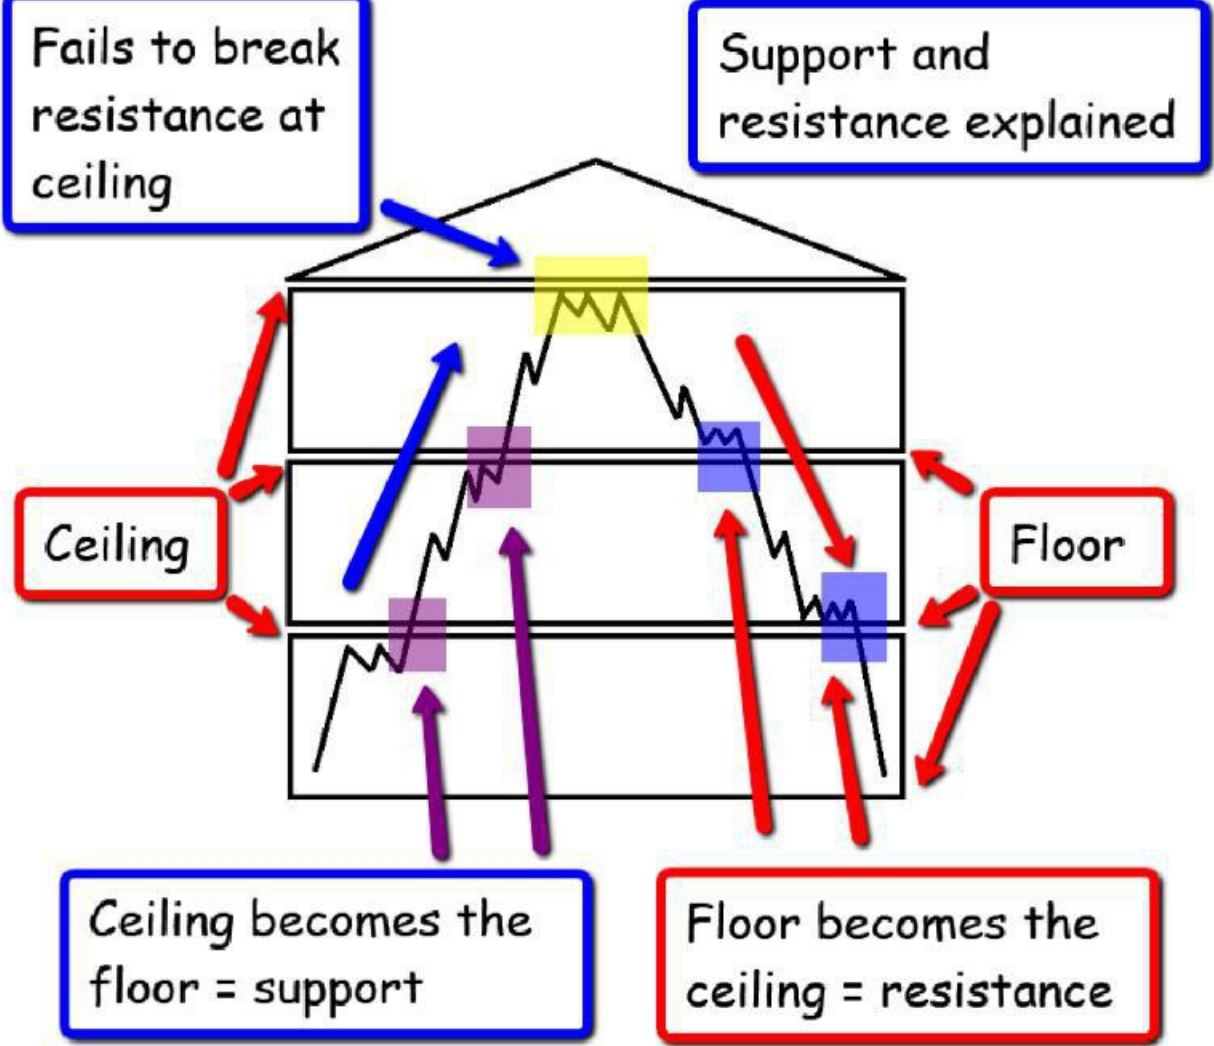 Fails to break
resistance at
ceiling
Support and
resistance explained
Ceiling
Floor
Ceiling becomes the
floor = support
Floor becomes the
ceiling = resistance